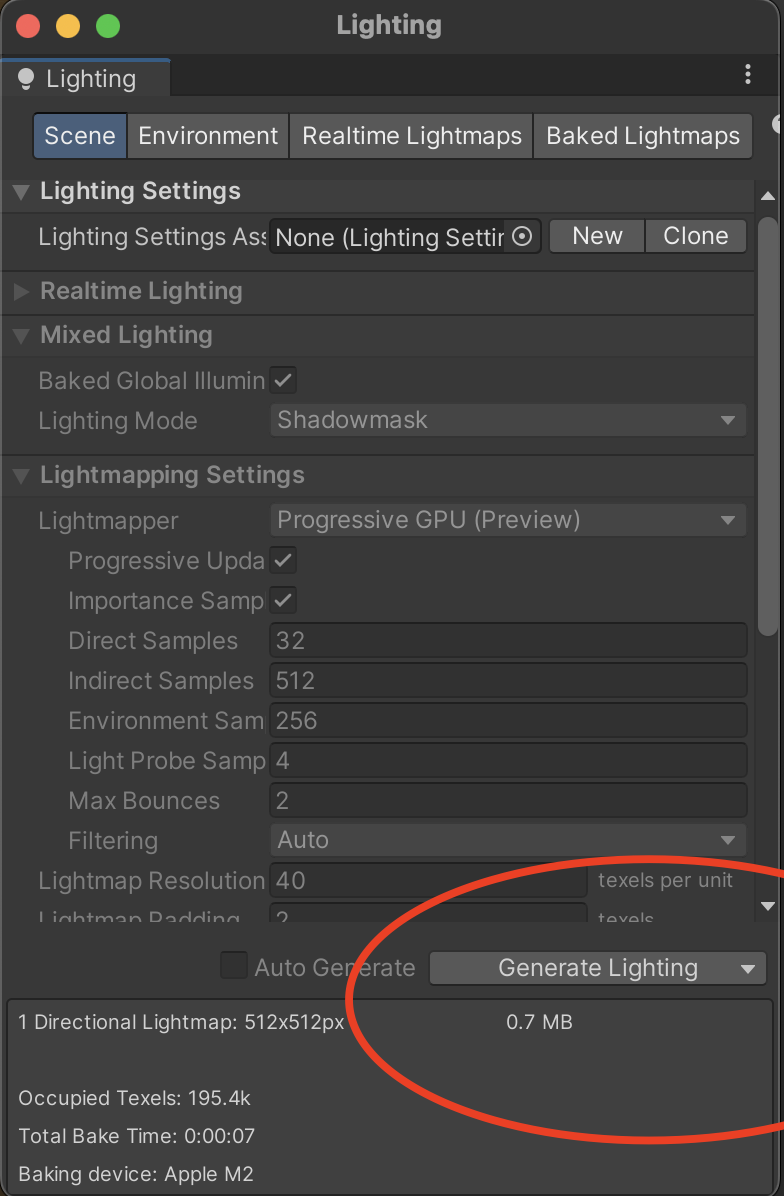 Lighting
Lighting
Scene Environment Realtime Lightmaps Baked Lightmaps
Lighting Settings
Lighting Settings Ass None (Lighting Settin New Clone
Realtime Lighting
Mixed Lighting
Baked Global Illumin
Lighting Mode Shadowmask
Lightmapping Settings
Lightmapper Progressive GPU (Preview)
Progressive Upda
Importance Samp
Direct Samples 32
Indirect Samples 512
Environment Sam 256
Light Probe Samp 4
Max Bounces 2
Filtering Auto
Lightmap Resolution 40 texels per unit
Lightmap Padding 2 texels
Auto Generate Generate Lighting
1 Directional Lightmap: 512x512px 0.7 MB
Occupied Texels: 195.4k
Total Bake Time: 0:00:07
Baking device: Apple M2